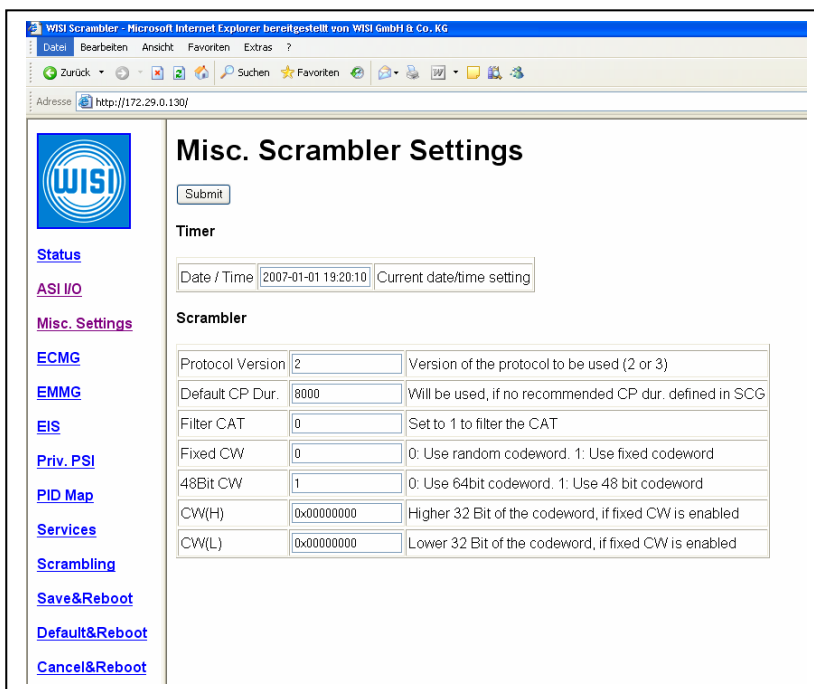 WISI Scrambler - Microsoft Internet Explorer bereitgestellt von WISI GmbH & Co. KG
Datei Bearbeiten Ansicht Favoriten Extras ?
Zurück Suchen Favoriten
Adresse http://172.29.0.130/
WISI
Misc. Scrambler Settings
Submit
Timer
Date / Time 2007-01-01 19:20:10 Current date/time setting
Scrambler
Protocol Version 2 Version of the protocol to be used (2 or 3)
Default CP Dur. 8000 Will be used, if no recommended CP dur. defined in SCG
Filter CAT 0 Set to 1 to filter the CAT
Fixed CW 0 0: Use random codeword. 1: Use fixed codeword
48Bit CW 1 0: Use 64bit codeword. 1: Use 48 bit codeword
CW(H) 0x00000000 Higher 32 Bit of the codeword, if fixed CW is enabled
CW(L) 0x00000000 Lower 32 Bit of the codeword, if fixed CW is enabled
Status
ASI I/O
Misc. Settings
ECMG
EMMG
EIS
Priv. PSI
PID Map
Services
Scrambling
Save&Reboot
Default&Reboot
Cancel&Reboot